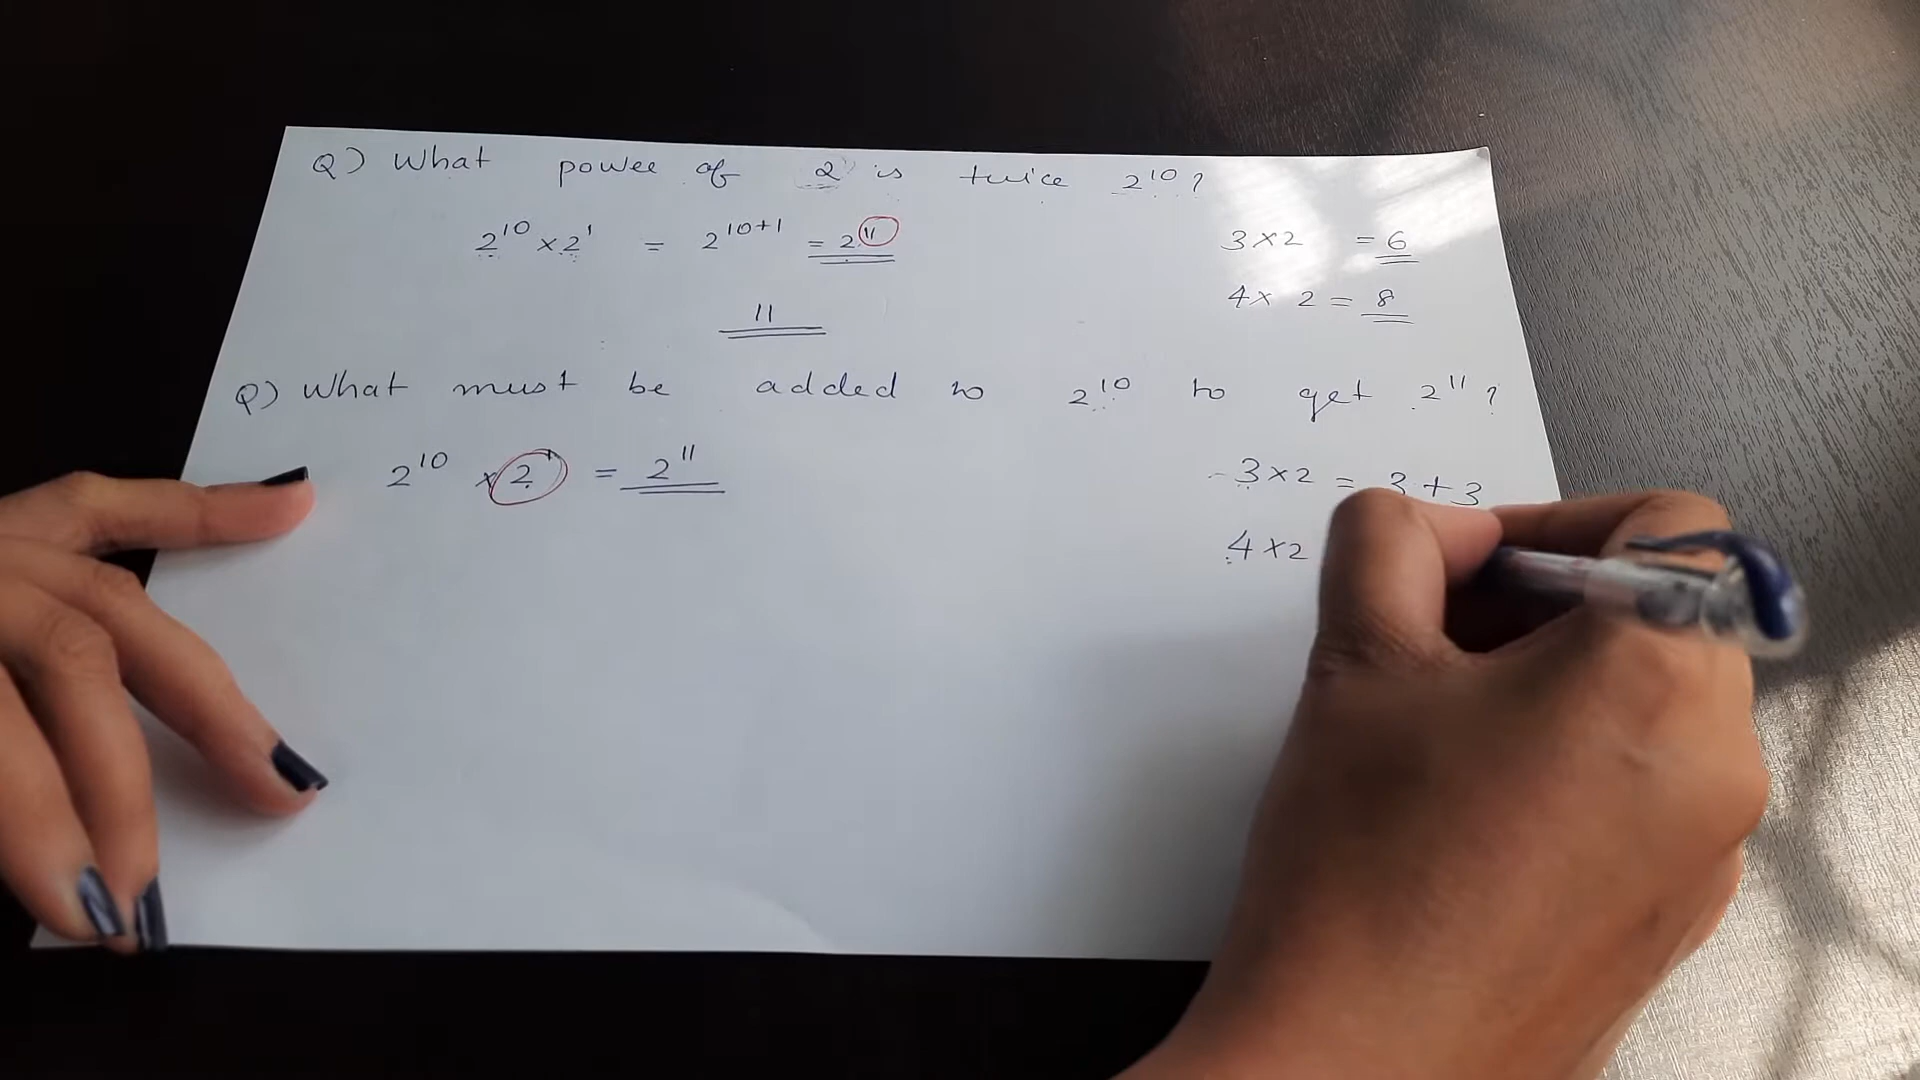 Q) What power of 2 is twice 2¹⁰?
2¹⁰ × 2¹ = 2¹⁰⁺¹ = 2¹¹
3×2 = 6
4× 2 = 8
11
Q) What must be added to 2¹⁰ to get 2¹¹?
2¹⁰ × 2¹ = 2¹¹
3×2 = 3+3
4×2